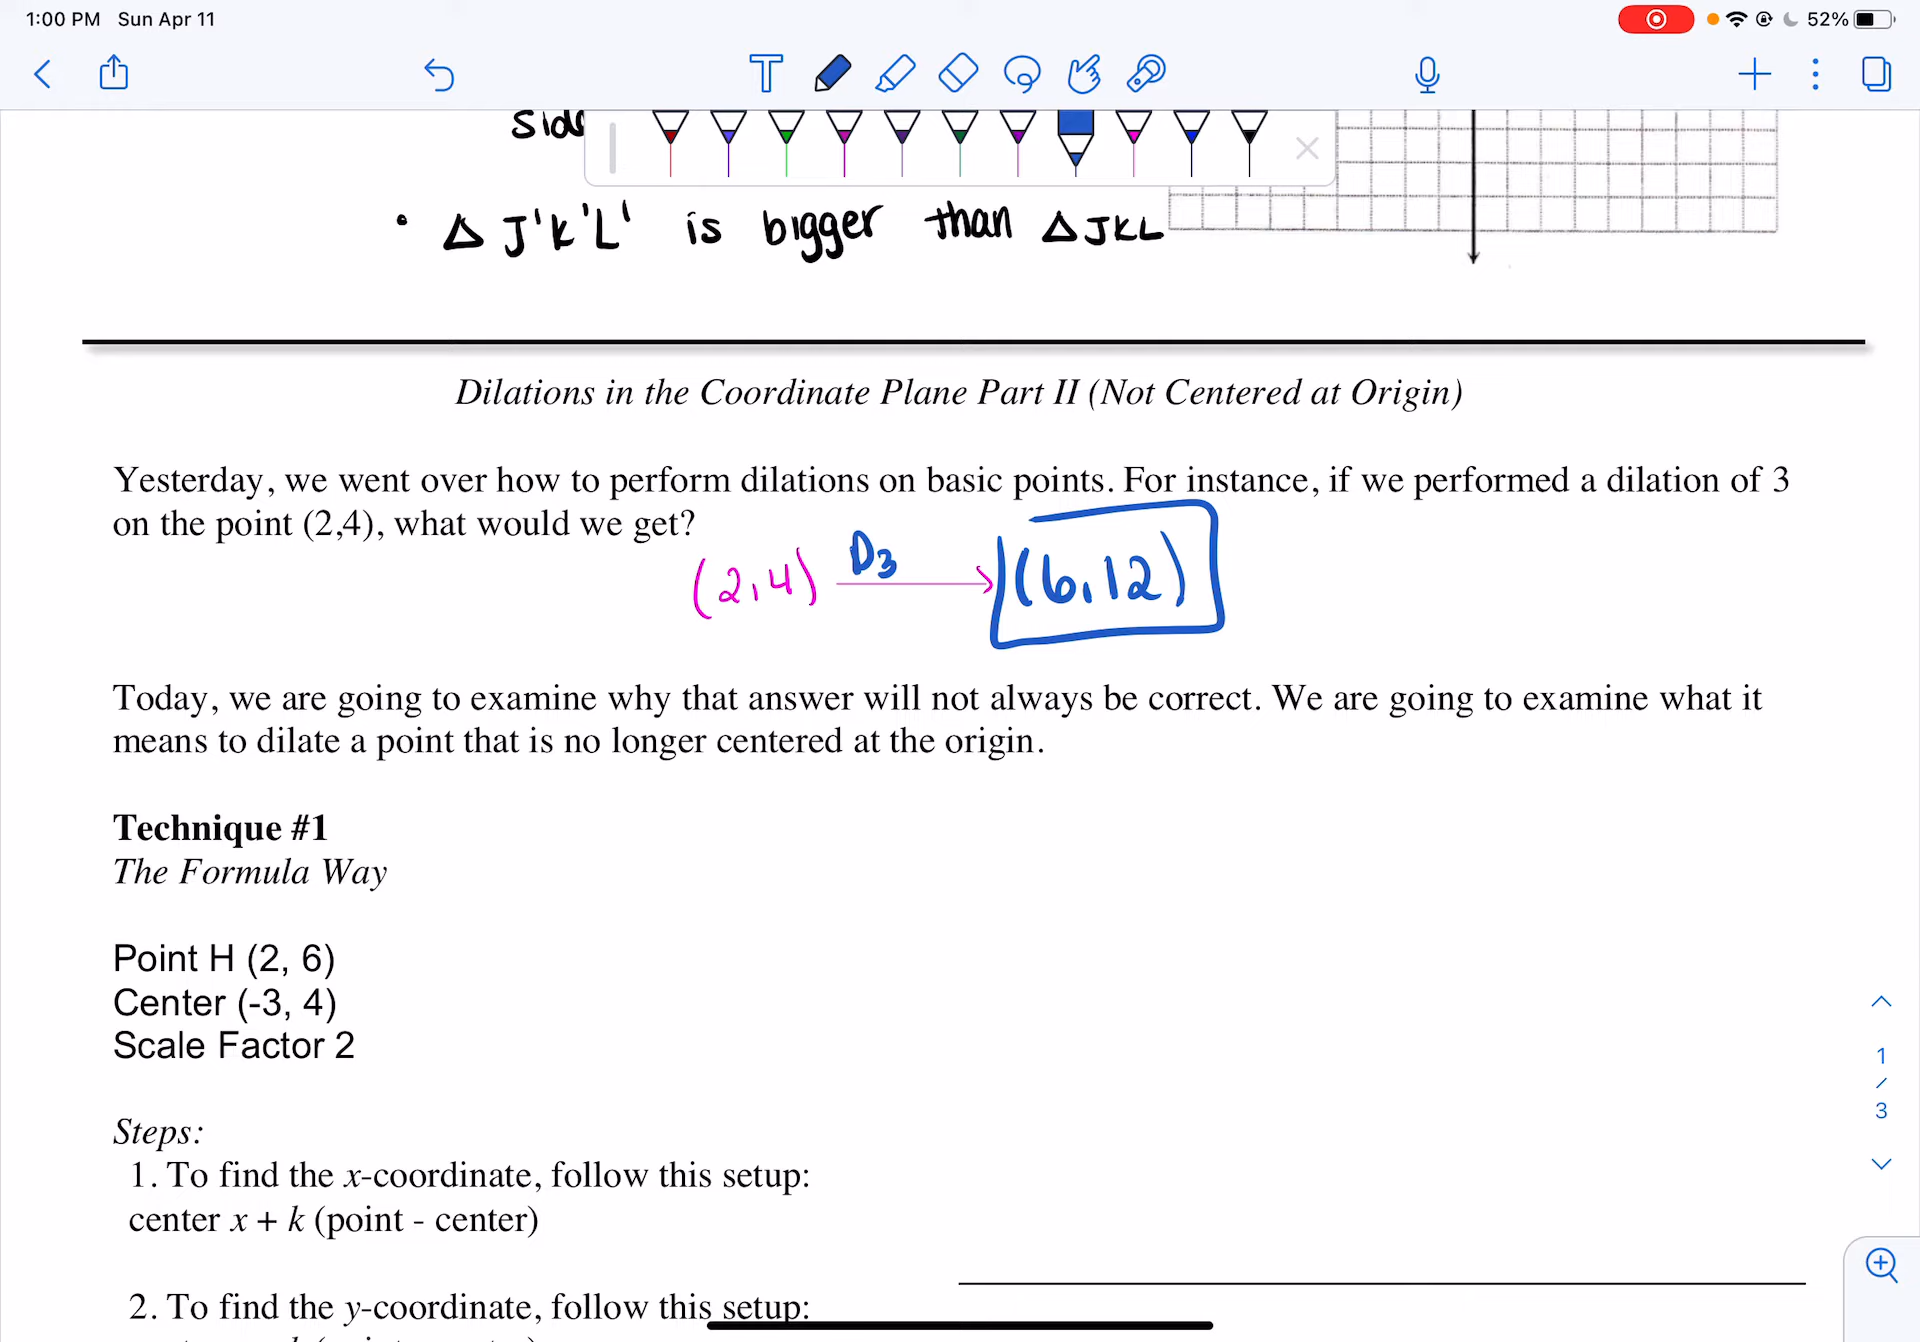 1:00 PM Sun Apr 11
52%
T
• Δ J'K'L' is bigger than Δ JKL
Dilations in the Coordinate Plane Part II (Not Centered at Origin)
Yesterday, we went over how to perform dilations on basic points. For instance, if we performed a dilation of 3
on the point (2,4), what would we get?
(2,4) D3 (6,12)
Today, we are going to examine why that answer will not always be correct. We are going to examine what it
means to dilate a point that is no longer centered at the origin.
Technique #1
The Formula Way
Point H (2, 6)
Center (-3, 4)
Scale Factor 2
1
/
3
Steps:
1. To find the x-coordinate, follow this setup:
center x + k (point - center)
2. To find the y-coordinate, follow this setup: